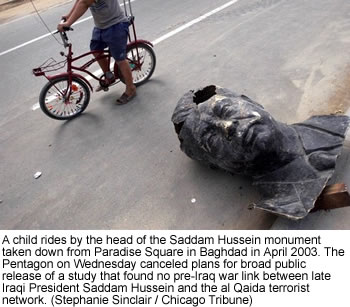 A child rides by the head of the Saddam Hussein monument
taken down from Paradise Square in Baghdad in April 2003. The
Pentagon on Wednesday canceled plans for broad public
release of a study that found no pre-Iraq war link between late
Iraqi President Saddam Hussein and the al Qaida terrorist
network. (Stephanie Sinclair / Chicago Tribune)